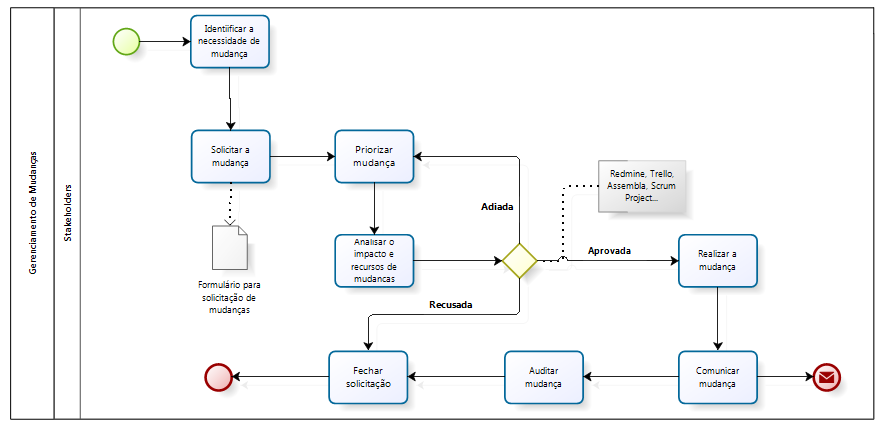 Gerenciamento de Mudanças
Stakeholders
Identiificar a
necessidade de
mudança
Solicitar a
mudança
Priorizar
mudança
Redmine, Trello,
Assembla, Scrum
Project...
Adiada
Analisar o
impacto e
recursos de
mudancas
Aprovada
Realizar a
mudança
Formulário para
solicitação de
mudanças
Recusada
Fechar
solicitação
Auditar
mudança
Comunicar
mudança